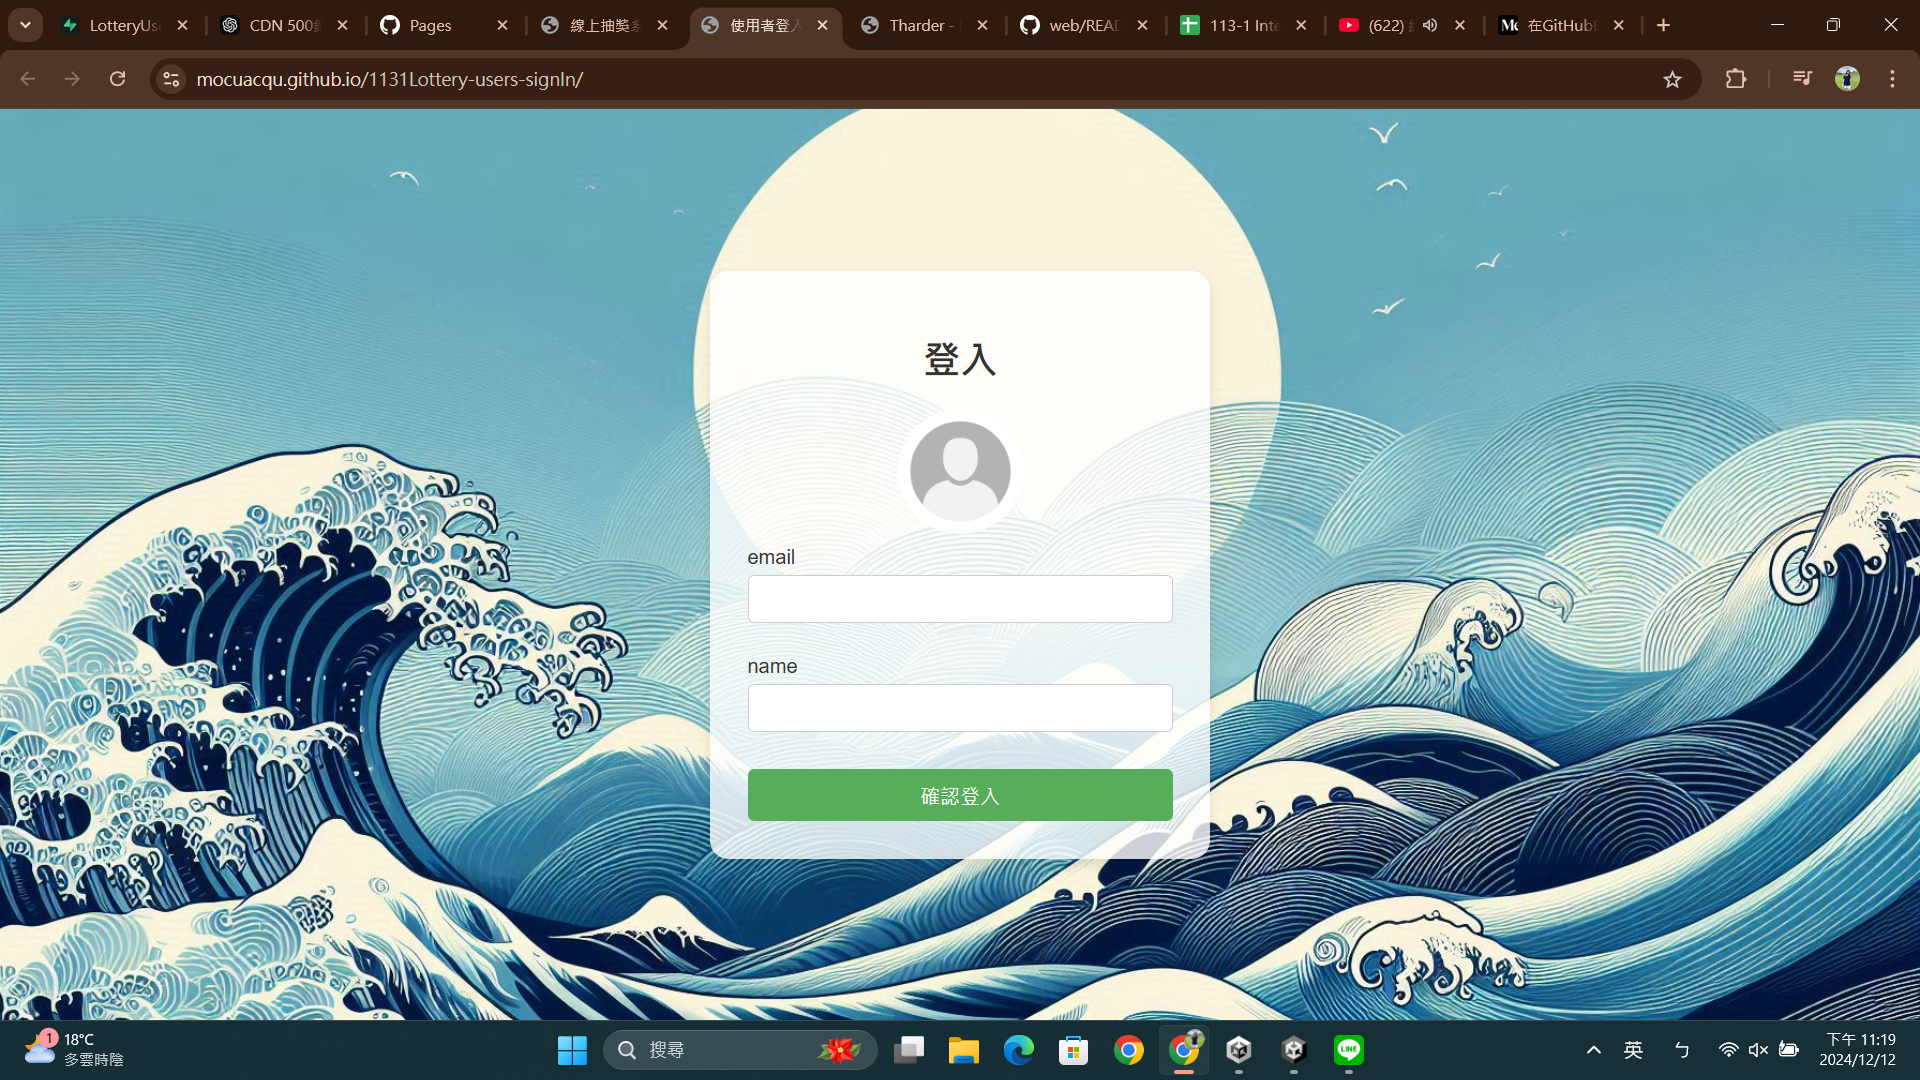 LotteryUs
CDN 500
Pages
線上抽獎
使用者登入
Tharder -
web/READ
113-1 Inte
(622)
在GitHub
mocuacqu.github.io/1131Lottery-users-signIn/
登入
email
name
確認登入
1
18°C
多雲時陰
搜尋
LINE
英
ㄅ
下午 11:19
2024/12/12